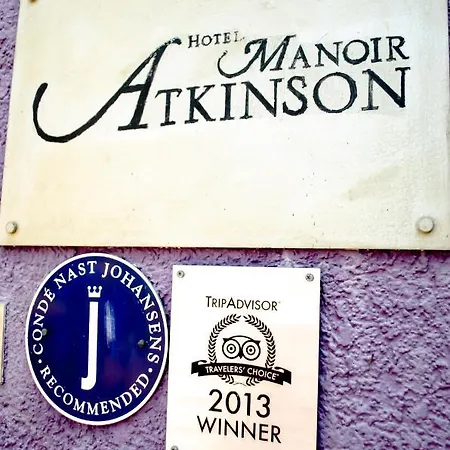 HOTEL MANOIR
ATKINSON
· CONDÉ NAST JOHANSENS ·
RECOMMENDED
j
TRIPADVISOR®
TRAVELERS' CHOICE
2013
WINNER